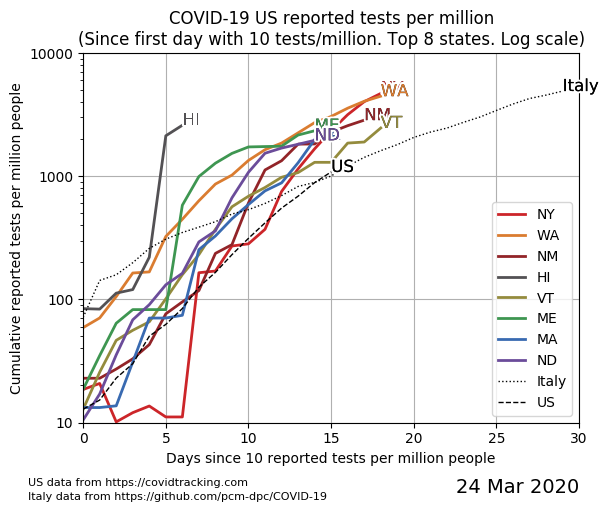 COVID-19 US reported tests per million
(Since first day with 10 tests/million. Top 8 states. Log scale)
Cumulative reported tests per million people
10000
1000
100
10
Italy
WA
HI
NM
VT
ME
ND
US
NY
WA
NM
HI
VT
ME
MA
ND
Italy
US
0
5
10
15
20
25
30
Days since 10 reported tests per million people
US data from https://covidtracking.com
Italy data from https://github.com/pcm-dpc/COVID-19
24 Mar 2020